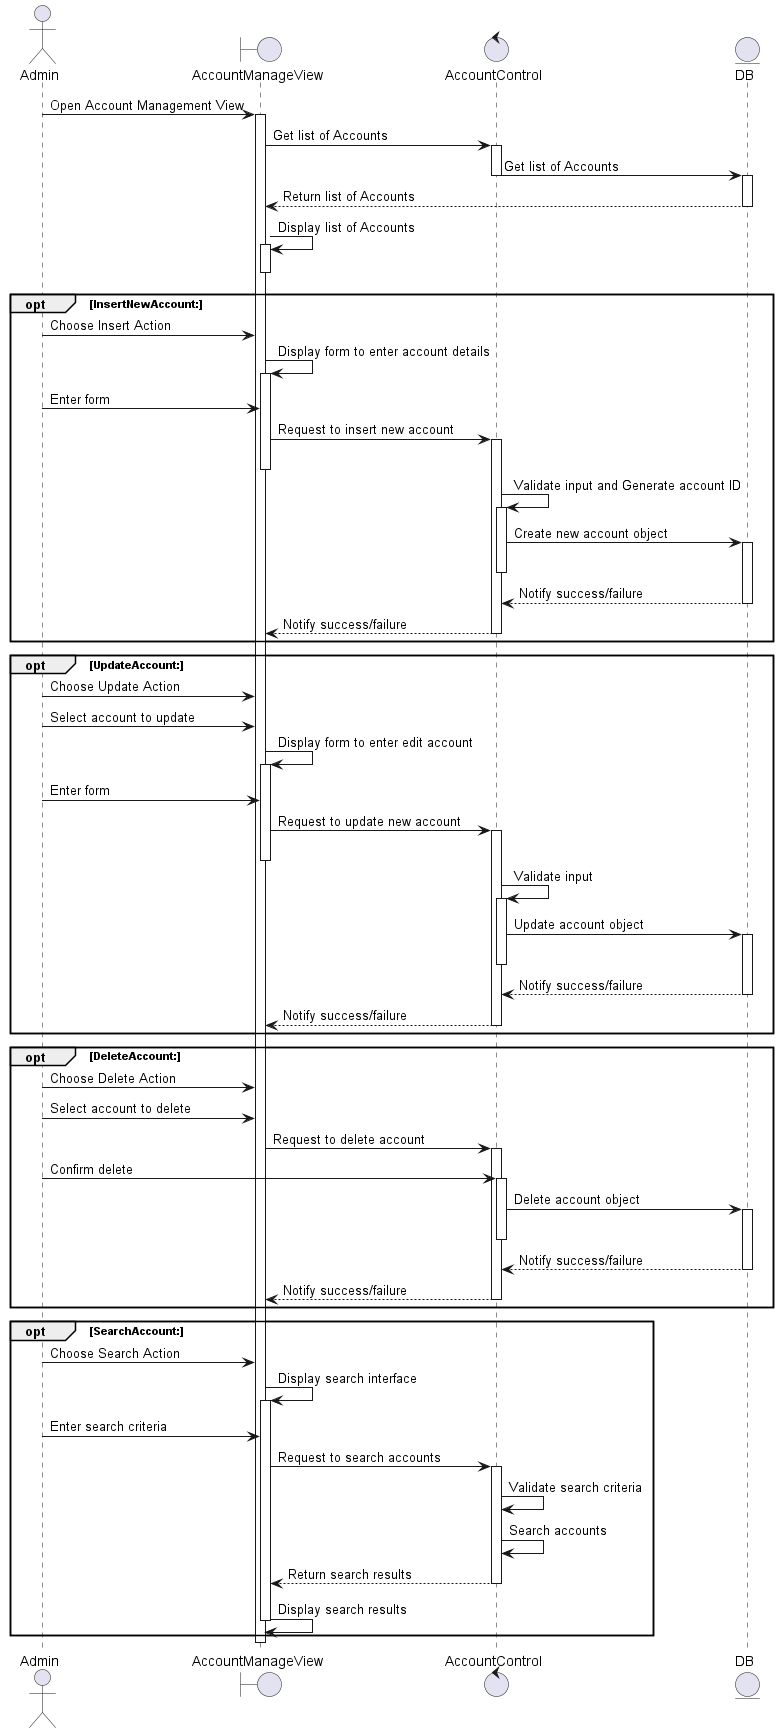 Admin
AccountManageView
AccountControl
DB
Open Account Management View
Get list of Accounts
Get list of Accounts
Return list of Accounts
Display list of Accounts
opt [InsertNewAccount:]
Choose Insert Action
Display form to enter account details
Enter form
Request to insert new account
Validate input and Generate account ID
Create new account object
Notify success/failure
Notify success/failure
opt [UpdateAccount:]
Choose Update Action
Select account to update
Display form to enter edit account
Enter form
Request to update new account
Validate input
Update account object
Notify success/failure
Notify success/failure
opt [DeleteAccount:]
Choose Delete Action
Select account to delete
Request to delete account
Confirm delete
Delete account object
Notify success/failure
Notify success/failure
opt [SearchAccount:]
Choose Search Action
Display search interface
Enter search criteria
Request to search accounts
Validate search criteria
Search accounts
Return search results
Display search results
Admin
AccountManageView
AccountControl
DB